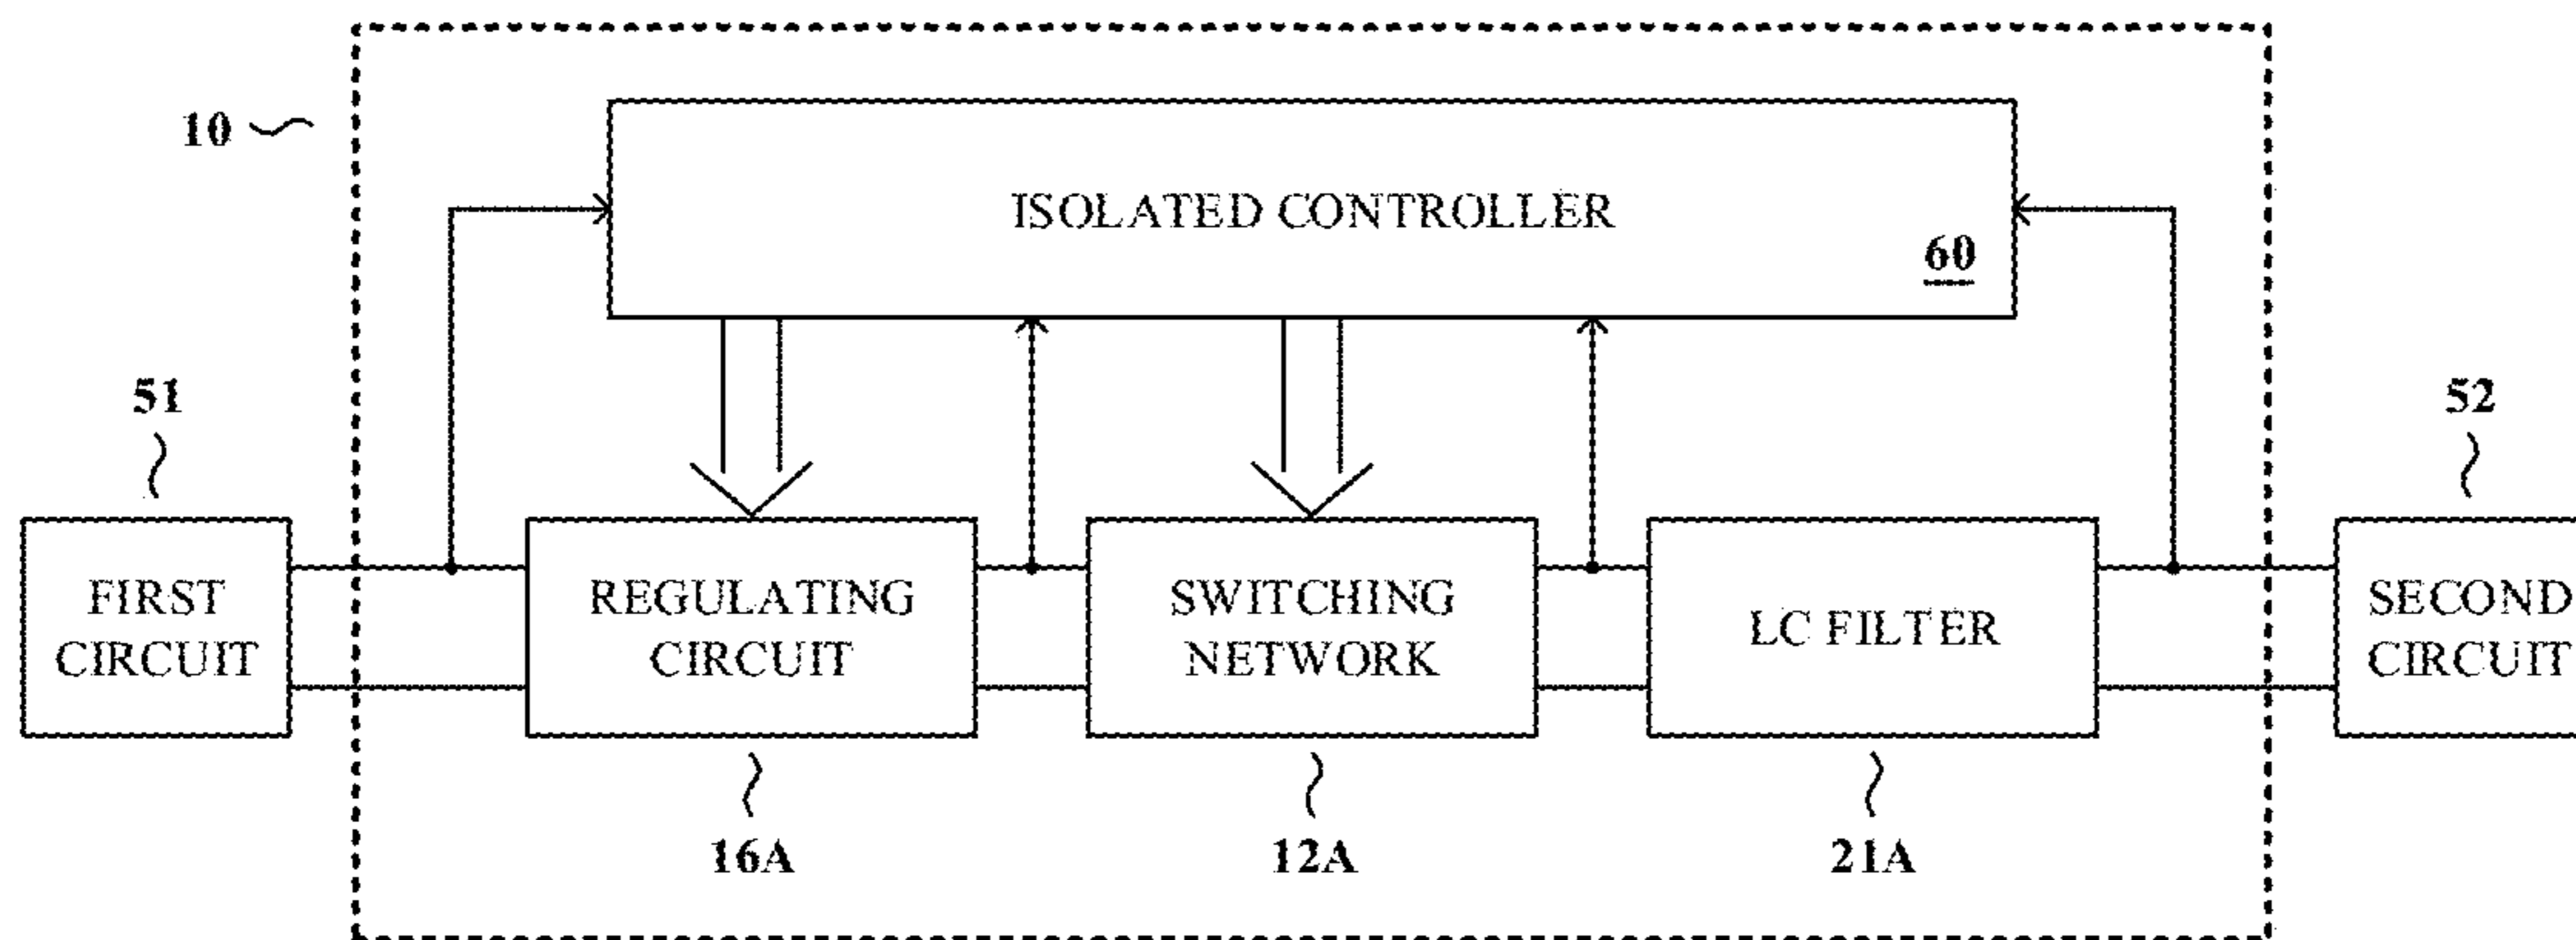 10
ISOLATED CONTROLLER
60
51
52
FIRST
CIRCUIT
REGULATING
CIRCUIT
SWITCHING
NETWORK
LC FILTER
SECOND
CIRCUIT
16A
12A
21A